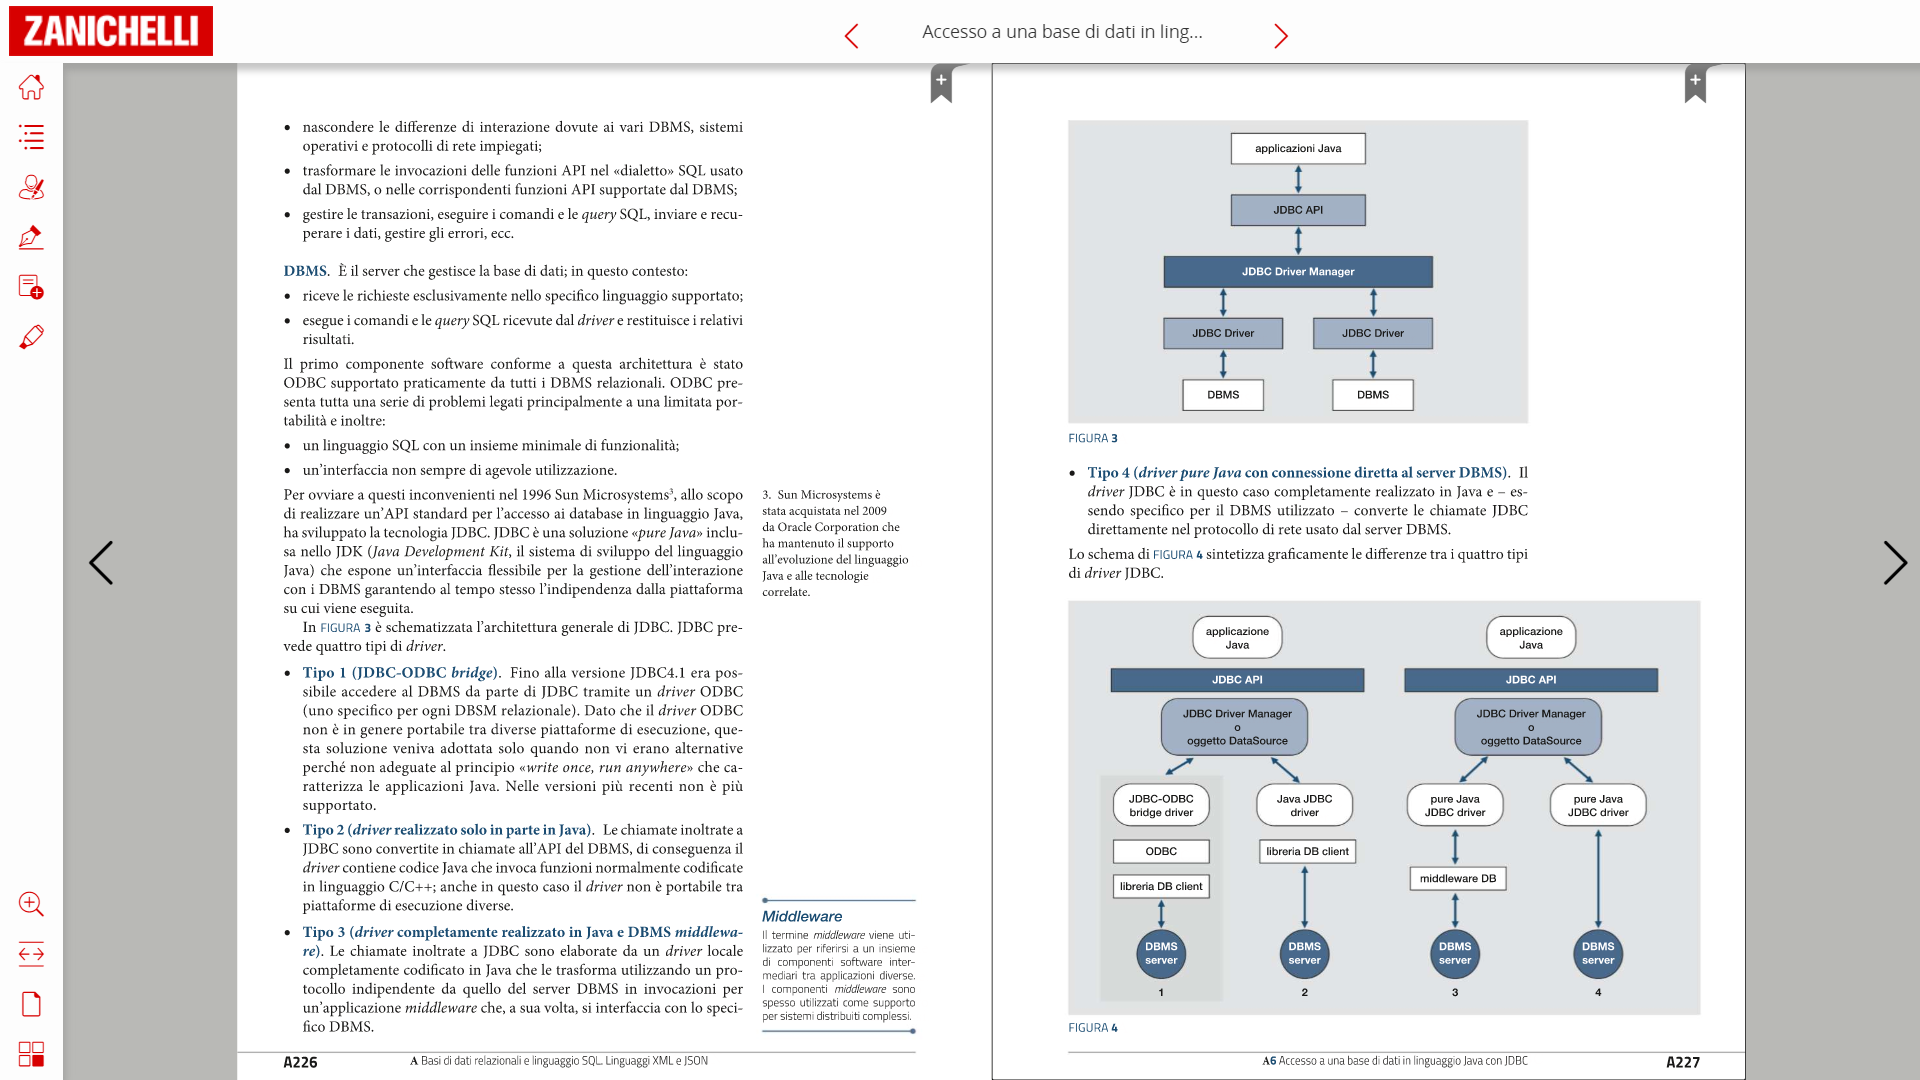 ZANICHELLI
Accesso a una base di dati in ling...
• nascondere le differenze di interazione dovute ai vari DBMS, sistemi
operativi e protocolli di rete impiegati;
• trasformare le invocazioni delle funzioni API nel «dialetto» SQL usato
dal DBMS, o nelle corrispondenti funzioni API supportate dal DBMS;
• gestire le transazioni, eseguire i comandi e le query SQL, inviare e recu-
perare i dati, gestire gli errori, ecc.
DBMS. È il server che gestisce la base di dati; in questo contesto:
• riceve le richieste esclusivamente nello specifico linguaggio supportato;
• esegue i comandi e le query SQL ricevute dal driver e restituisce i relativi
risultati.
Il primo componente software conforme a questa architettura è stato
ODBC supportato praticamente da tutti i DBMS relazionali. ODBC pre-
senta tutta una serie di problemi legati principalmente a una limitata por-
tabilità e inoltre:
• un linguaggio SQL con un insieme minimale di funzionalità;
• un'interfaccia non sempre di agevole utilizzazione.
Per ovviare a questi inconvenienti nel 1996 Sun Microsystems³, allo scopo
di realizzare un'API standard per l'accesso ai database in linguaggio Java,
ha sviluppato la tecnologia JDBC. JDBC è una soluzione «pure Java» inclu-
sa nello JDK (Java Development Kit, il sistema di sviluppo del linguaggio
Java) che espone un'interfaccia flessibile per la gestione dell'interazione
con i DBMS garantendo al tempo stesso l'indipendenza dalla piattaforma
su cui viene eseguita.
In FIGURA 3 è schematizzata l'architettura generale di JDBC. JDBC pre-
vede quattro tipi di driver.
• Tipo 1 (JDBC-ODBC bridge). Fino alla versione JDBC4.1 era pos-
sibile accedere al DBMS da parte di JDBC tramite un driver ODBC
(uno specifico per ogni DBSM relazionale). Dato che il driver ODBC
non è in genere portabile tra diverse piattaforme di esecuzione, que-
sta soluzione veniva adottata solo quando non vi erano alternative
perché non adeguate al principio «write once, run anywhere» che ca-
ratterizza le applicazioni Java. Nelle versioni più recenti non è più
supportato.
• Tipo 2 (driver realizzato solo in parte in Java). Le chiamate inoltrate a
JDBC sono convertite in chiamate all'API del DBMS, di conseguenza il
driver contiene codice Java che invoca funzioni normalmente codificate
in linguaggio C/C++; anche in questo caso il driver non è portabile tra
piattaforme di esecuzione diverse.
• Tipo 3 (driver completamente realizzato in Java e DBMS middlewa-
re). Le chiamate inoltrate a JDBC sono elaborate da un driver locale
completamente codificato in Java che le trasforma utilizzando un pro-
tocollo indipendente da quello del server DBMS in invocazioni per
un'applicazione middleware che, a sua volta, si interfaccia con lo speci-
fico DBMS.
3. Sun Microsystems è
stata acquistata nel 2009
da Oracle Corporation che
ha mantenuto il supporto
all'evoluzione del linguaggio
Java e alle tecnologie
correlate.
Middleware
Il termine middleware viene uti-
lizzato per riferirsi a un insieme
di componenti software inter-
mediari tra applicazioni diverse.
I componenti middleware sono
spesso utilizzati come supporto
per sistemi distribuiti complessi.
A226
A Basi di dati relazionali e linguaggio SQL. Linguaggi XML e JSON
applicazioni Java
JDBC API
JDBC Driver Manager
JDBC Driver JDBC Driver
DBMS DBMS
FIGURA 3
• Tipo 4 (driver pure Java con connessione diretta al server DBMS). Il
driver JDBC è in questo caso completamente realizzato in Java e – es-
sendo specifico per il DBMS utilizzato – converte le chiamate JDBC
direttamente nel protocollo di rete usato dal server DBMS.
Lo schema di FIGURA 4 sintetizza graficamente le differenze tra i quattro tipi
di driver JDBC.
applicazione applicazione
Java Java
JDBC API JDBC API
JDBC Driver Manager JDBC Driver Manager
o o
oggetto DataSource oggetto DataSource
JDBC-ODBC Java JDBC pure Java pure Java
bridge driver driver JDBC driver JDBC driver
ODBC libreria DB client
middleware DB
libreria DB client
DBMS DBMS DBMS DBMS
server server server server
1 2 3 4
FIGURA 4
A6 Accesso a una base di dati in linguaggio Java con JDBC
A227